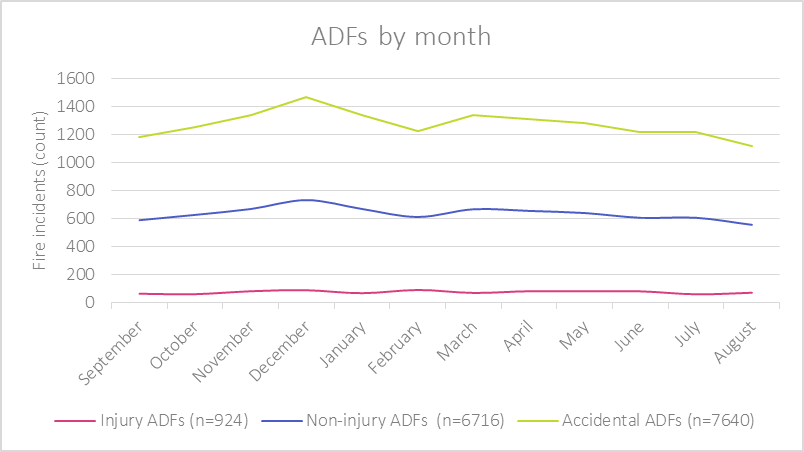 ADFs by month
Fire incidents (count)
1600
1400
1200
1000
800
600
400
200
0
September
October
November
December
January
February
March
April
May
June
July
August
Injury ADFs (n=924) Non-injury ADFs (n=6716) Accidental ADFs (n=7640)